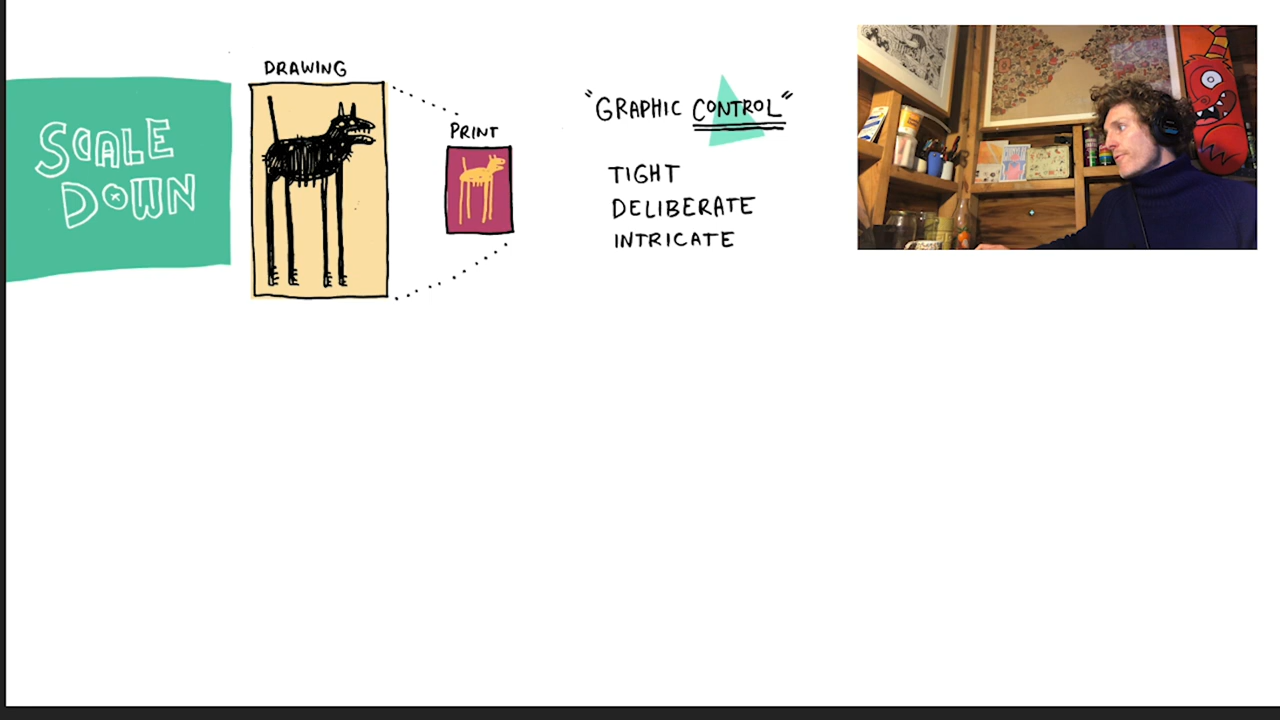 SCALE
DOWN
DRAWING
PRINT
"GRAPHIC CONTROL"
TIGHT
DELIBERATE
INTRICATE